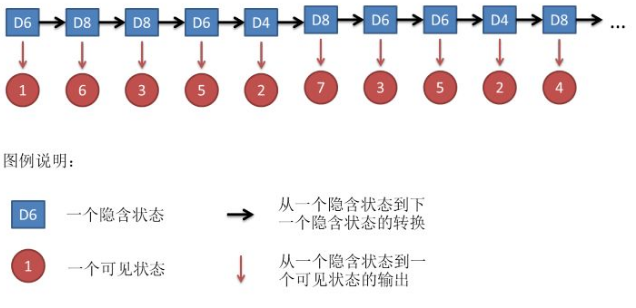 D6 D8 D8 D6 D4 D8 D6 D6 D4 D8 ...
1 6 3 5 2 7 3 5 2 4
图例说明：
D6 一个隐含状态
从一个隐含状态到下
一个隐含状态的转换
1 一个可见状态
从一个隐含状态到一
个可见状态的输出